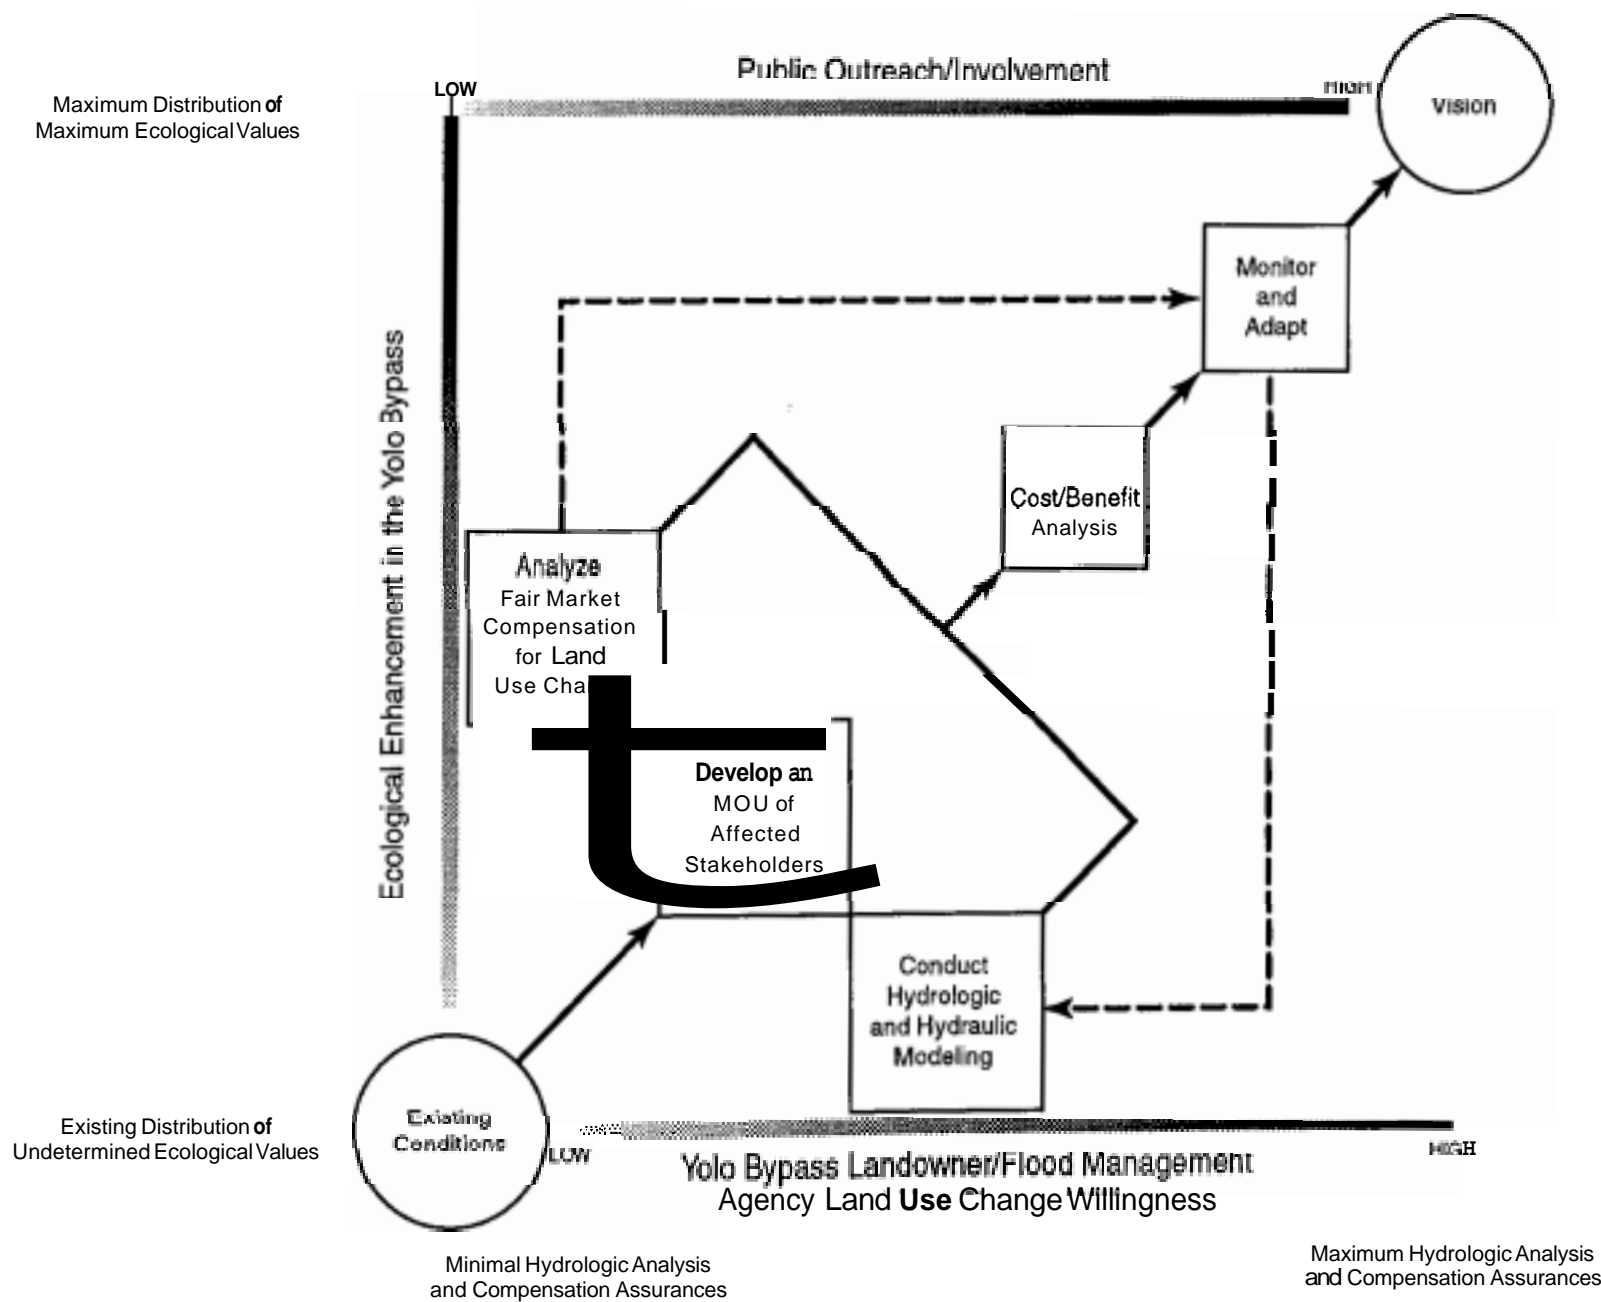 Public Outreach/Involvement
LOW
HIGH
Maximum Distribution of
Maximum Ecological Values
Vision
Monitor
and
Adapt
Ecological Enhancement in the Yolo Bypass
Cost/Benefit
Analysis
Analyze
Fair Market
Compensation
for Land
Use Cha
Develop an
MOU of
Affected
Stakeholders
Conduct
Hydrologic
and Hydraulic
Modeling
Existing Distribution of
Undetermined Ecological Values
Existing
Conditions
LOW
HIGH
Yolo Bypass Landowner/Flood Management
Agency Land Use Change Willingness
Minimal Hydrologic Analysis
and Compensation Assurances
Maximum Hydrologic Analysis
and Compensation Assurances